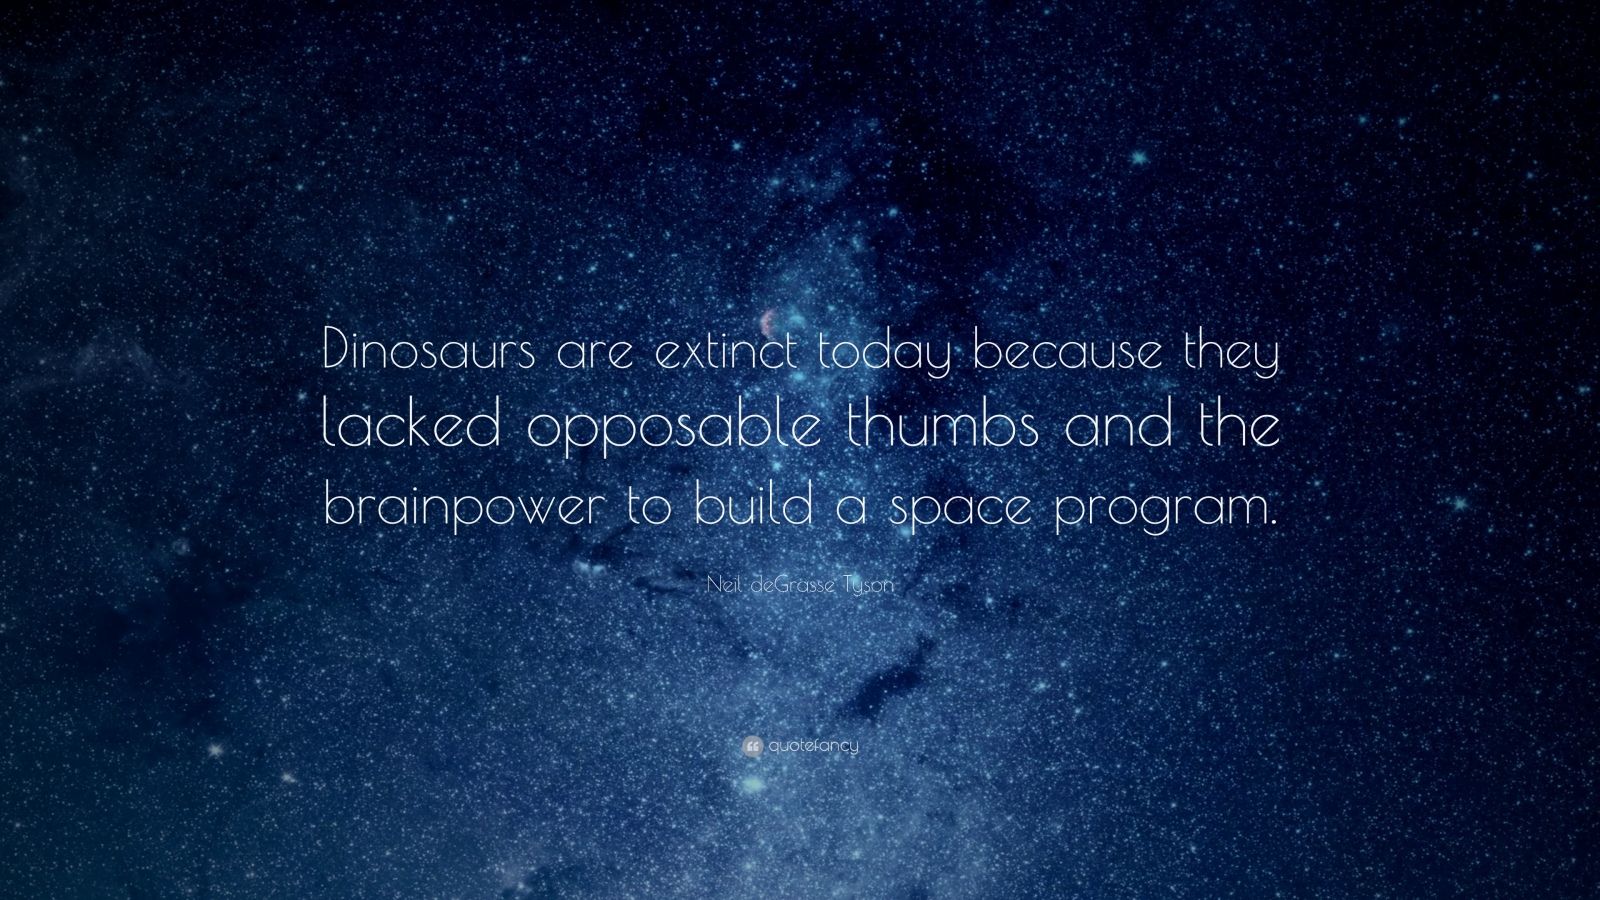 Dinosaurs are extinct today because they
lacked opposable thumbs and the
brainpower to build a space program.
Neil deGrasse Tyson
quotefancy